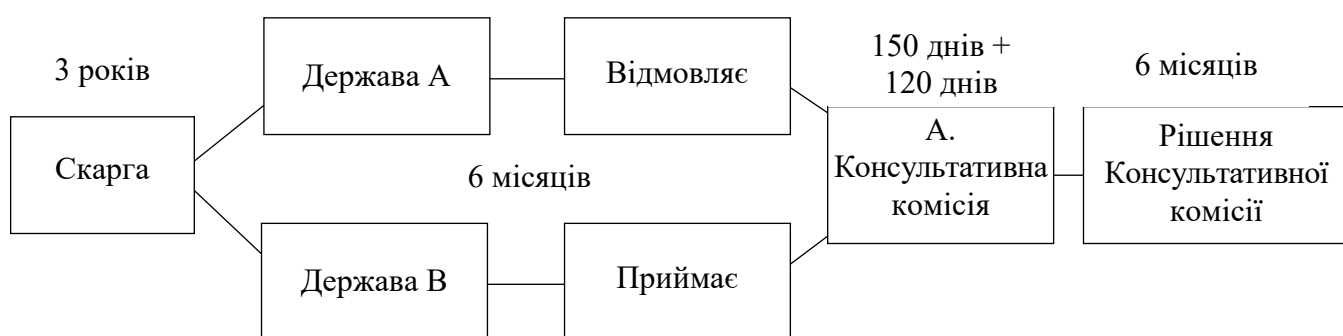 3 років
Скарга
Держава А
Відмовляє
6 місяців
Держава В
Приймає
150 днів +
120 днів
А.
Консультативна
комісія
6 місяців
Рішення
Консультативної
комісії